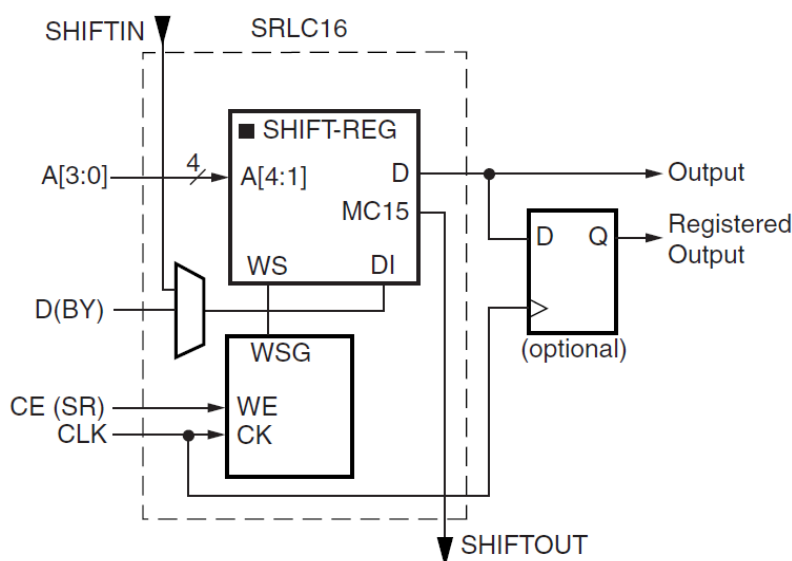 SHIFTIN
SRLC16
SHIFT-REG
A[3:0]
4
A[4:1]
D
Output
MC15
D
Q
Registered
Output
WS
DI
D(BY)
(optional)
WSG
CE (SR)
WE
CLK
CK
SHIFTOUT